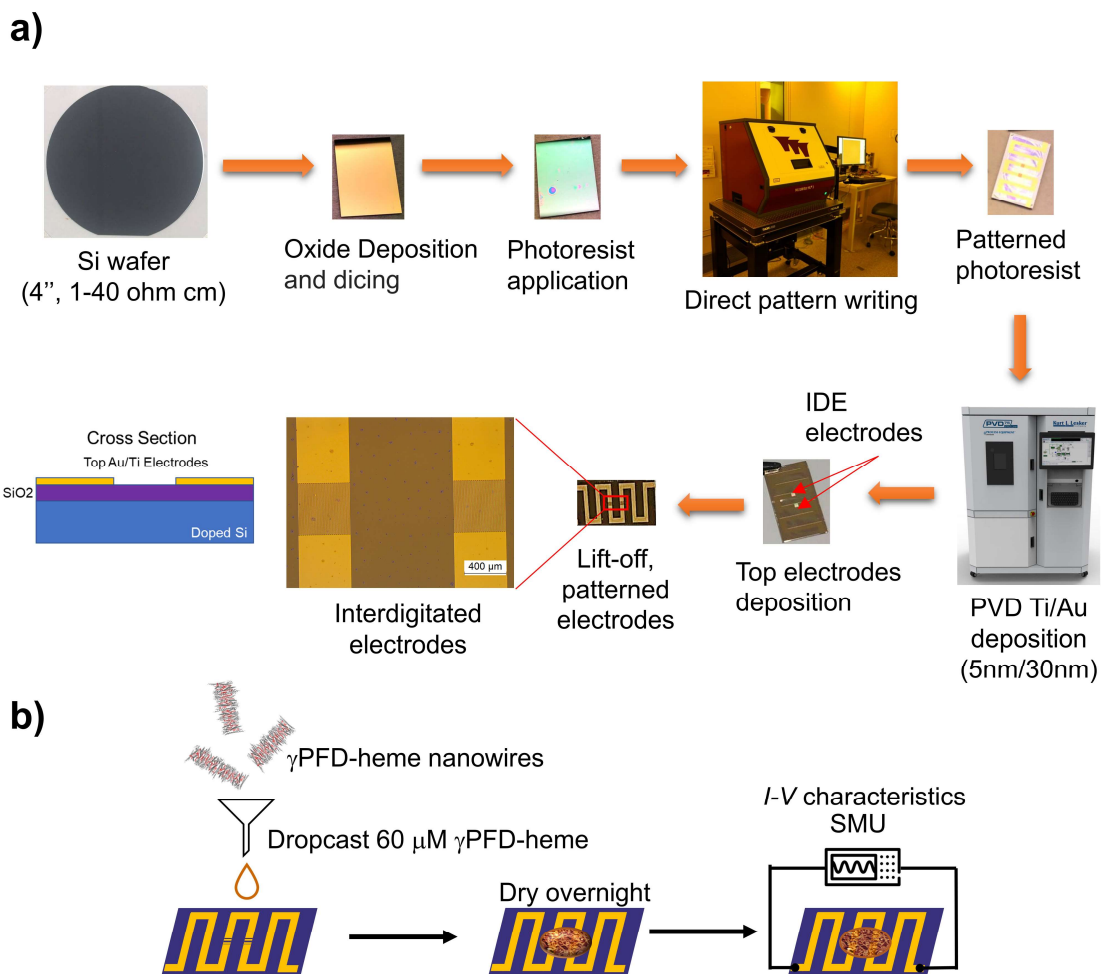 a)
Si wafer
(4’’, 1-40 ohm cm)
Oxide Deposition
and dicing
Photoresist
application
Direct pattern writing
Patterned
photoresist
PVD
Kurt J. Lesker
PVD Ti/Au
deposition
(5nm/30nm)
IDE
electrodes
Top electrodes
deposition
Lift-off,
patterned
electrodes
400 µm
Interdigitated
electrodes
Cross Section
Top Au/Ti Electrodes
SiO2
Doped Si
b)
γPFD-heme nanowires
Dropcast 60 μM γPFD-heme
Dry overnight
I-V characteristics
SMU